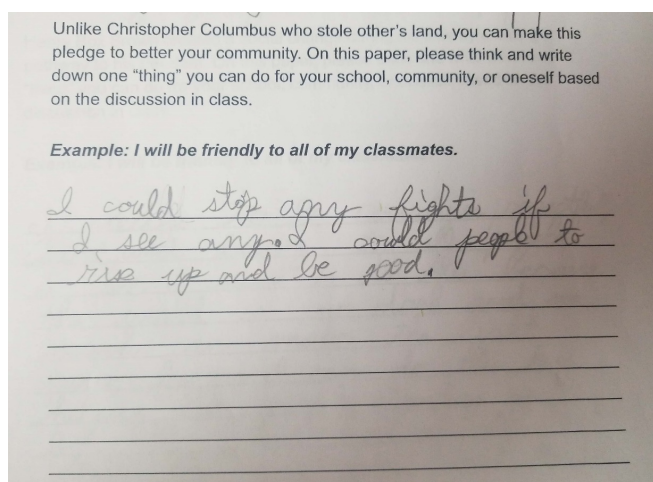 Unlike Christopher Columbus who stole other's land, you can make this
pledge to better your community. On this paper, please think and write
down one “thing” you can do for your school, community, or oneself based
on the discussion in class.
Example: I will be friendly to all of my classmates.
I could stop any fights if
I see any. I could people to
rise up and be good.